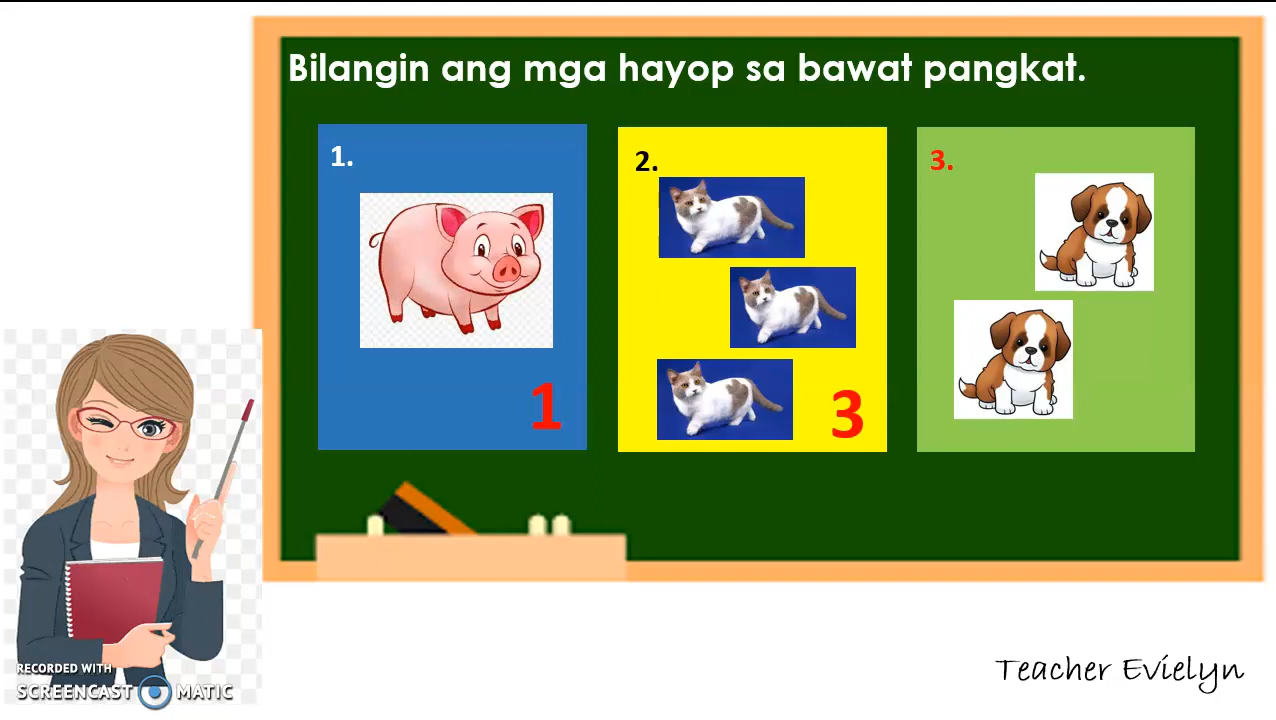 Bilangin ang mga hayop sa bawat pangkat.
1.
1
2.
3
3.
RECORDED WITH
SCREENCAST MATIC
Teacher Evielyn